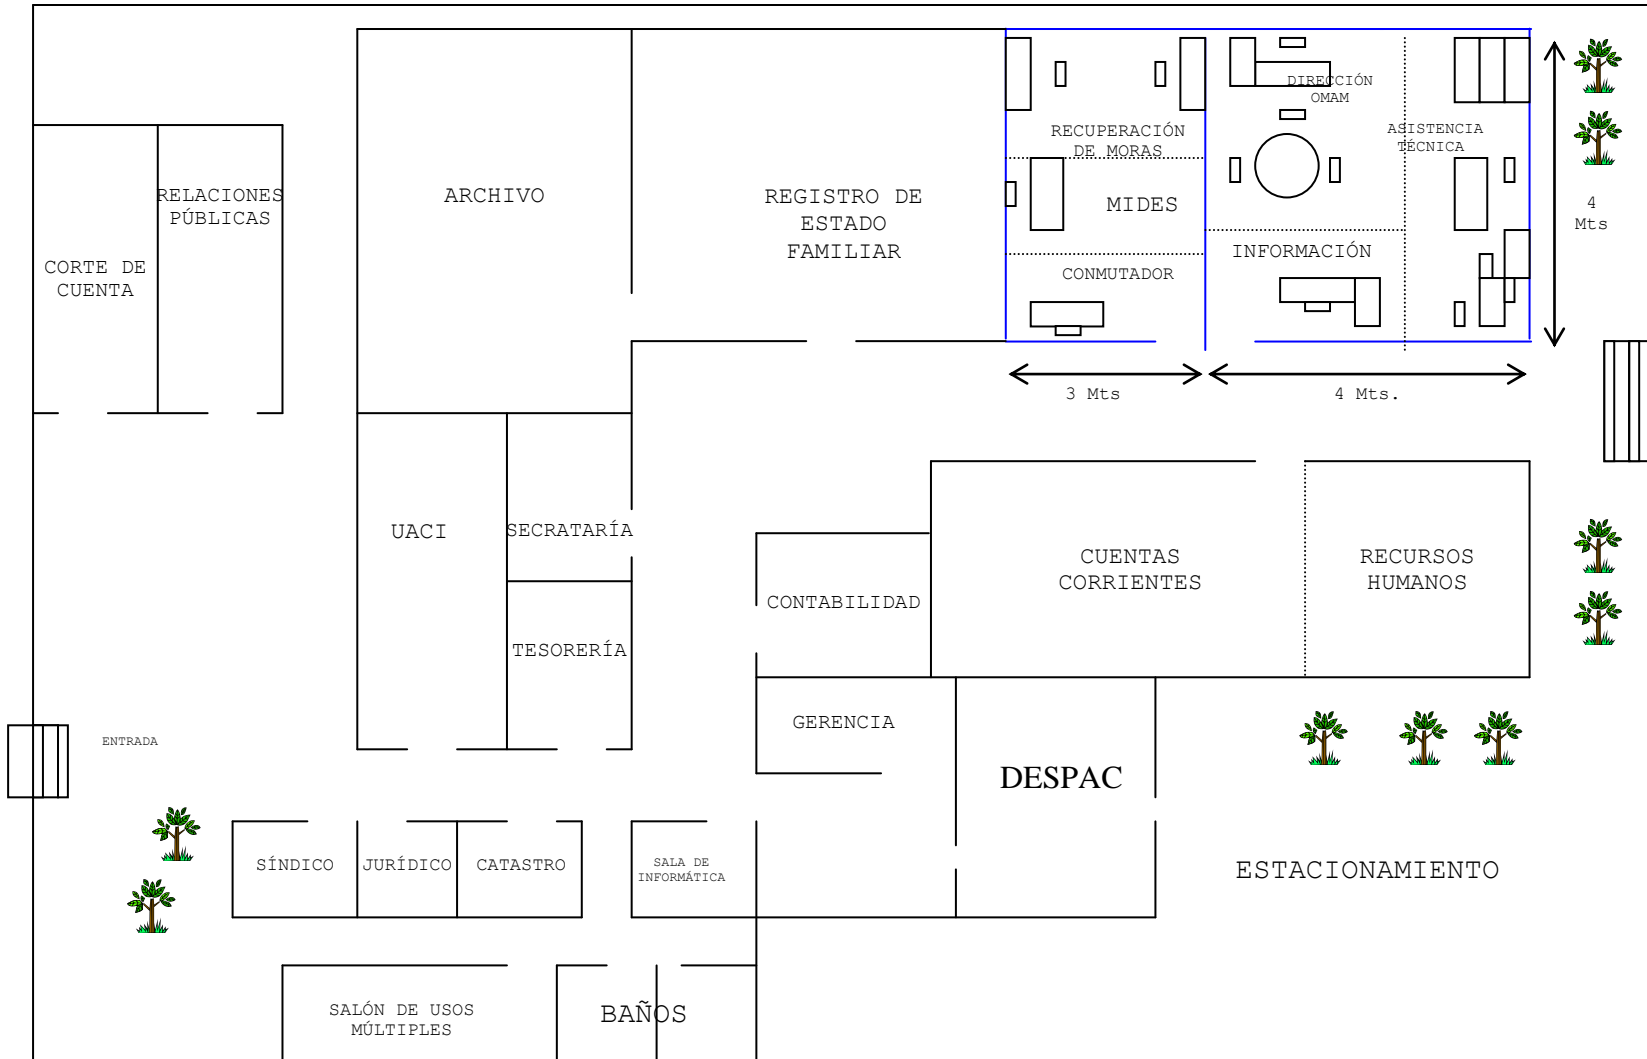 DIRECCIÓN
OMAM
RECUPERACIÓN
DE MORAS
ASISTENCIA
TÉCNICA
RELACIONES
PÚBLICAS
ARCHIVO
REGISTRO DE
ESTADO
FAMILIAR
MIDES
4
Mts
CORTE DE
CUENTA
CONMUTADOR
INFORMACIÓN
3 Mts
4 Mts.
UACI
SECRATARÍA
CUENTAS
CORRIENTES
RECURSOS
HUMANOS
CONTABILIDAD
TESORERÍA
GERENCIA
ENTRADA
DESPAC
SÍNDICO
JURÍDICO
CATASTRO
SALA DE
INFORMÁTICA
ESTACIONAMIENTO
SALÓN DE USOS
MÚLTIPLES
BAÑOS